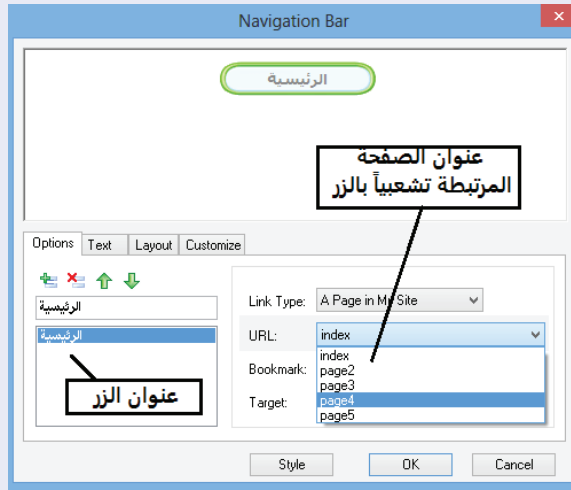 Navigation Bar
الرئيسية
عنوان الصفحة
المرتبطة تشعبياً بالزر
Options Text Layout Customize
الرئيسية
الرئيسية
عنوان الزر
Link Type: A Page in My Site
URL: index
index
Bookmark: page2
page3
Target: page4
page5
Style OK Cancel